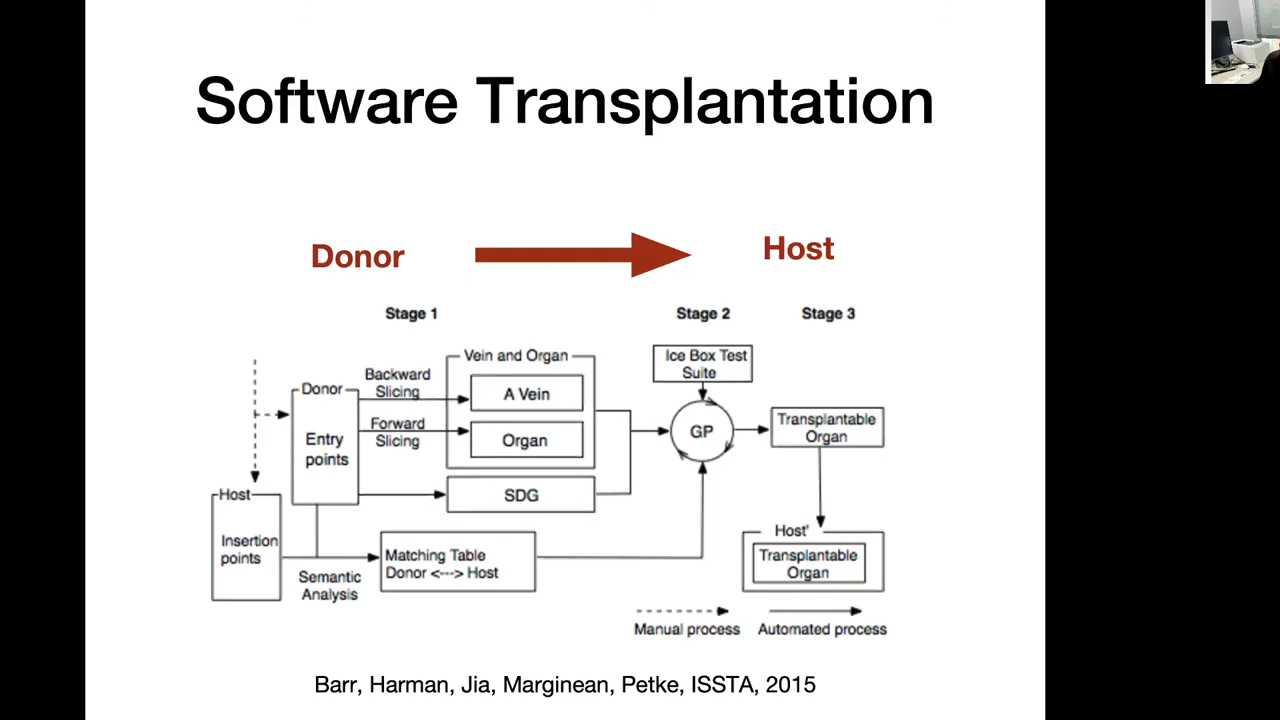 Software Transplantation
Donor
Host
Stage 1
Stage 2
Stage 3
Donor
Entry
points
Backward
Slicing
Forward
Slicing
Vein and Organ
A Vein
Organ
SDG
Host
Insertion
points
Semantic
Analysis
Matching Table
Donor <---> Host
Ice Box Test
Suite
GP
Transplantable
Organ
Host'
Transplantable
Organ
Manual process
Automated process
Barr, Harman, Jia, Marginean, Petke, ISSTA, 2015